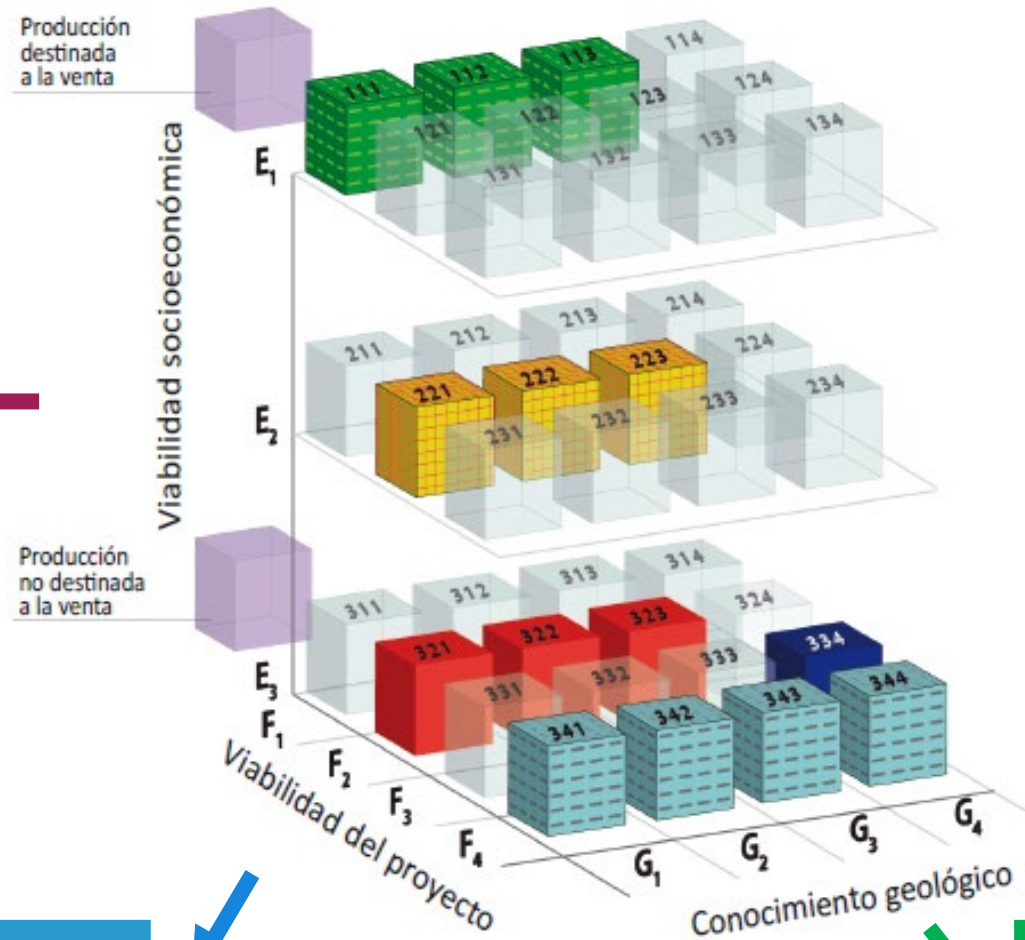 Producción
destinada
a la venta
Viabilidad socioeconómica
E1
111 112 113 114
121 122 123 124
131 132 133 134
E2
211 212 213 214
221 222 223 224
231 232 233 234
Producción
no destinada
a la venta
E3
311 312 313 314
321 322 323 324
331 332 333 334
341 342 343 344
F1
F2
F3
F4
Viabilidad del proyecto
G1
G2
G3
G4
Conocimiento geológico